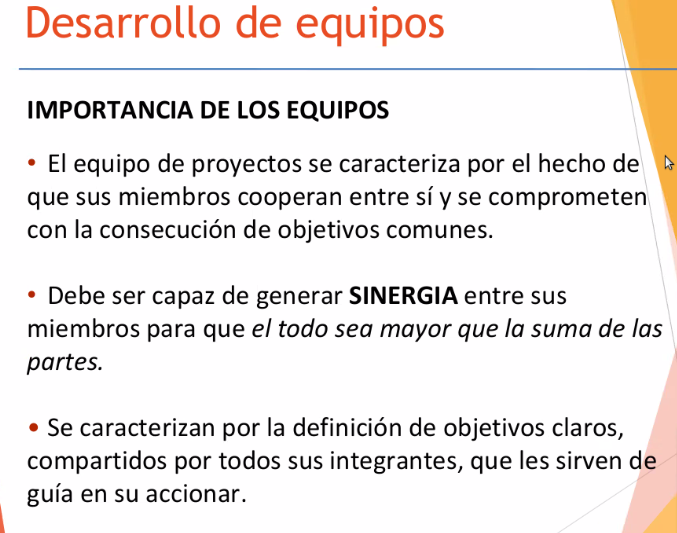 Desarrollo de equipos
IMPORTANCIA DE LOS EQUIPOS
• El equipo de proyectos se caracteriza por el hecho de
que sus miembros cooperan entre sí y se comprometen
con la consecución de objetivos comunes.
• Debe ser capaz de generar SINERGIA entre sus
miembros para que el todo sea mayor que la suma de las
partes.
• Se caracterizan por la definición de objetivos claros,
compartidos por todos sus integrantes, que les sirven de
guía en su accionar.